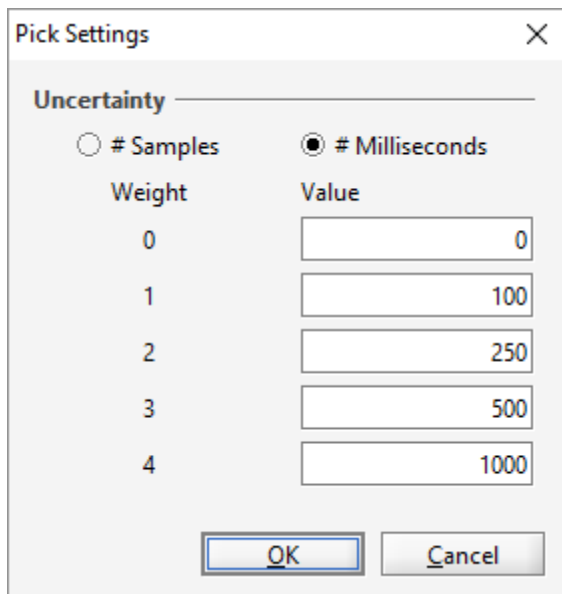 Pick Settings
Uncertainty
# Samples # Milliseconds
Weight Value
0 0
1 100
2 250
3 500
4 1000
OK Cancel